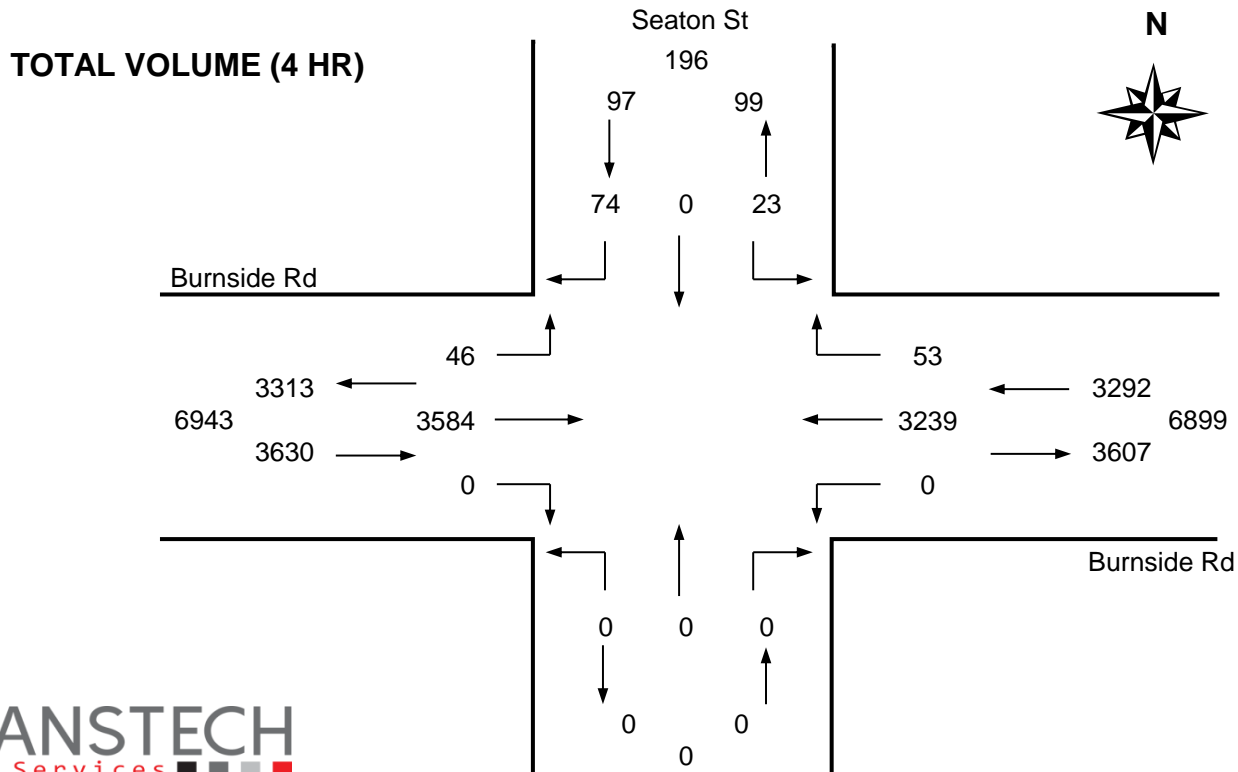 Seaton St
N
TOTAL VOLUME (4 HR)
196
97 99
74 0 23
Burnside Rd
46 53
3313 3292
6943 3584 3239 6899
3630 3607
0 0
Burnside Rd
0 0 0
0 0
0
ANSTECH
Services